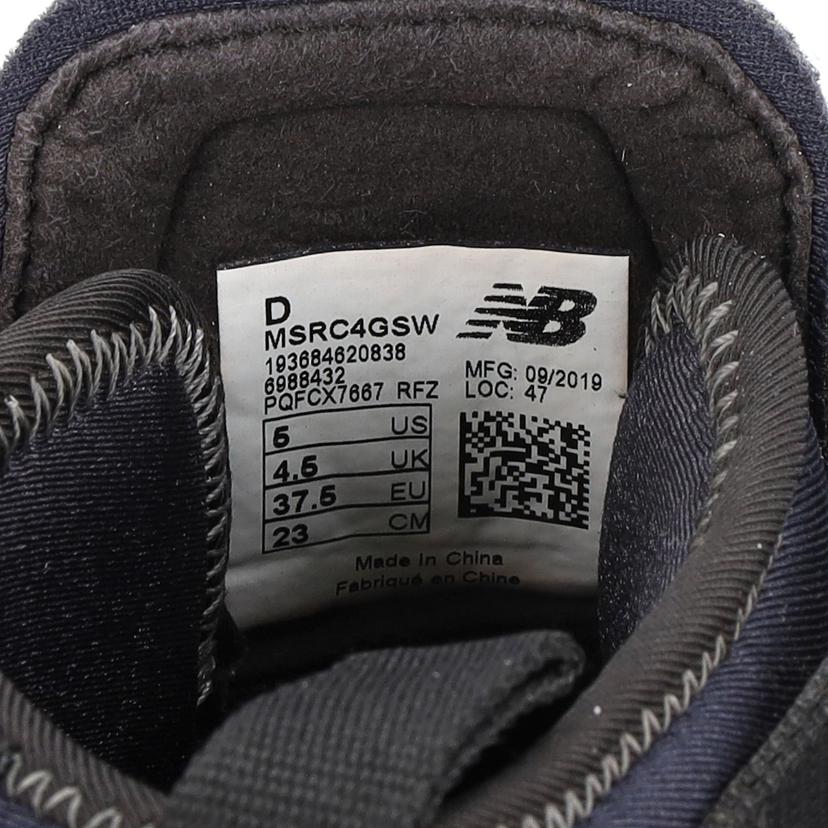 D
MSRC4GSW
193684620838
6988432
PQFCX7667 RFZ
NB
MFG: 09/2019
LOC: 47
5 US
4.5 UK
37.5 EU
23 CM
Made in China
Fabriqué en Chine